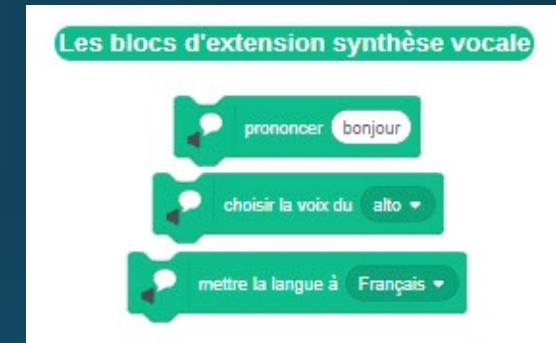 Les blocs d'extension synthèse vocale
prononcer bonjour
choisir la voix du alto
mettre la langue à Français